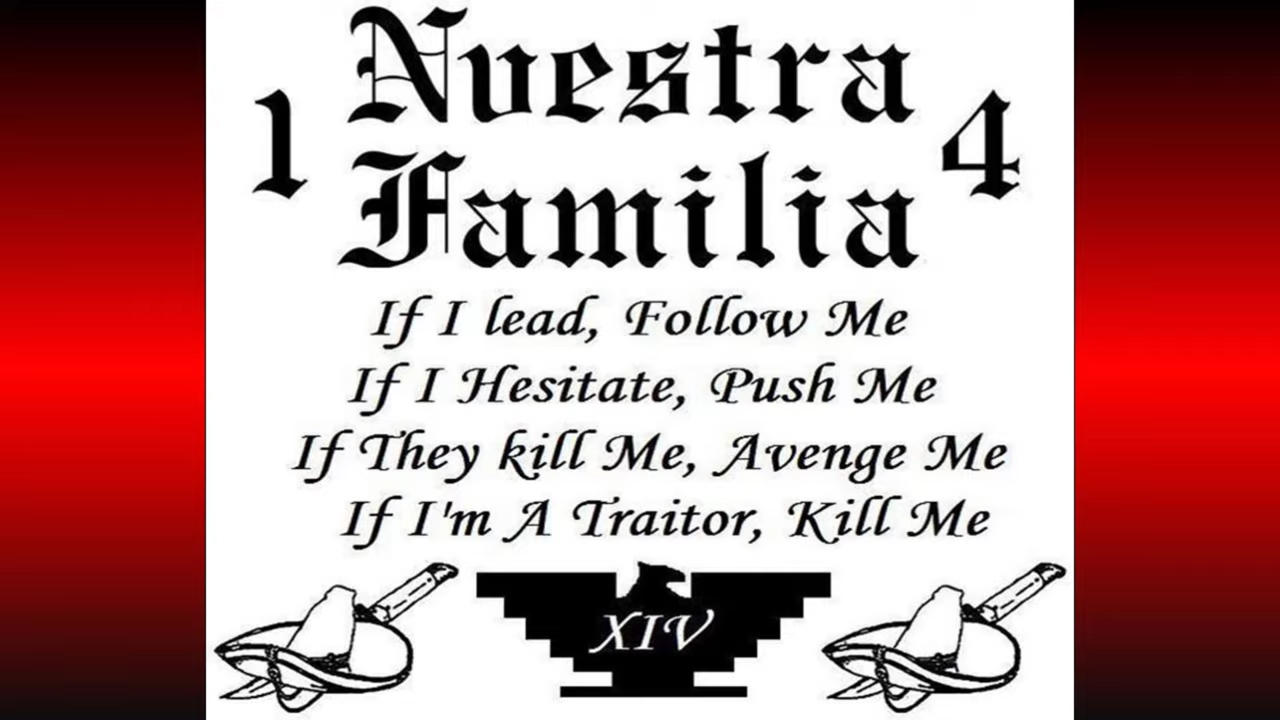 Nuestra
1 4
Familia
If I lead, Follow Me
If I Hesitate, Push Me
If They kill Me, Avenge Me
If I'm A Traitor, Kill Me
XIV